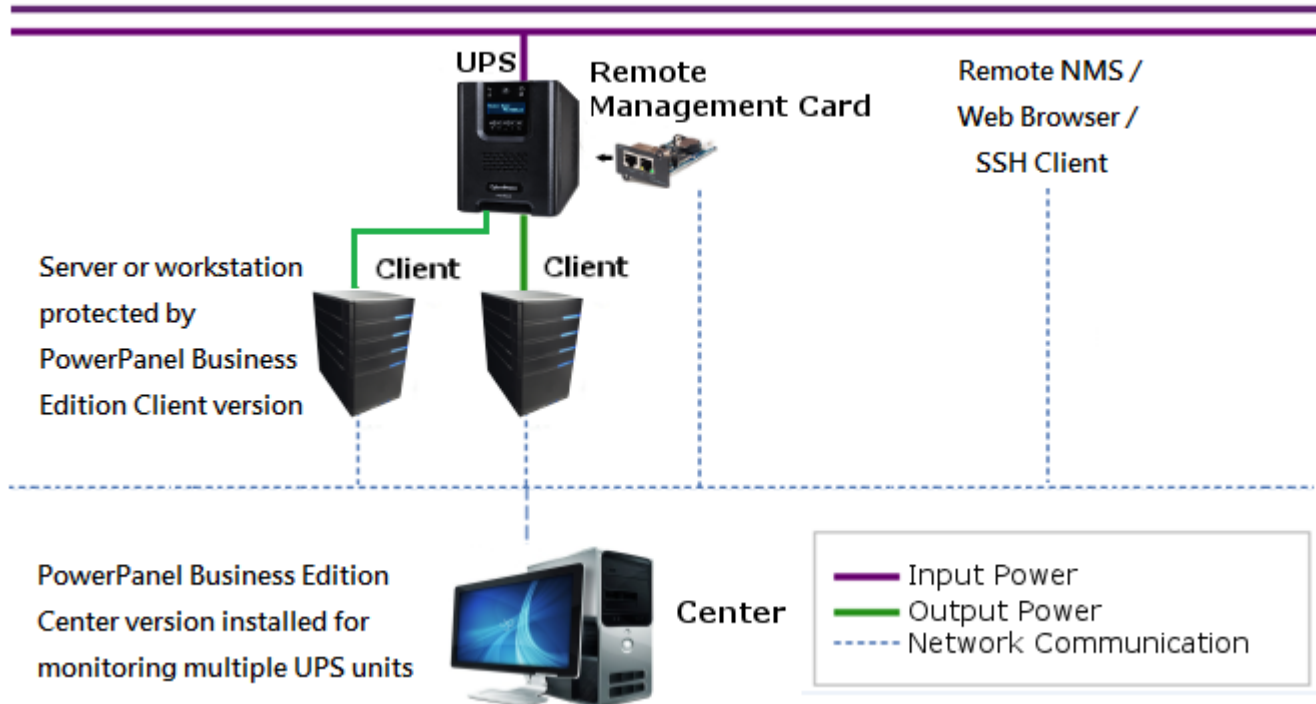 UPS
Remote
Management Card
Remote NMS /
Web Browser /
SSH Client
Server or workstation
protected by
PowerPanel Business
Edition Client version
Client
Client
PowerPanel Business Edition
Center version installed for
monitoring multiple UPS units
Center
Input Power
Output Power
Network Communication